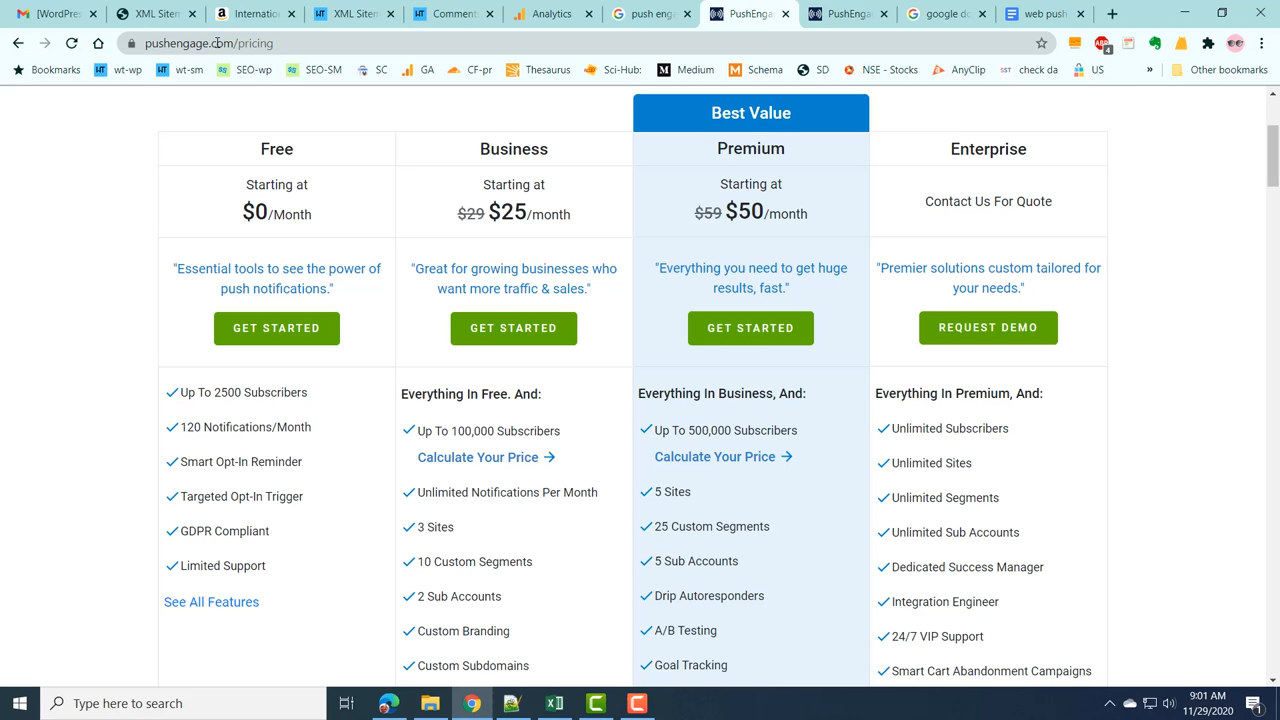 [WordPres
XML Sitem
Internation
XML Sitem
Comment
Analytics
push enga
PushEngag
PushEngag
google do
web push
pushengage.com/pricing
4
Bookmarks
wt-wp
wt-sm
SEO-wp
SEO-SM
SC
GA
CF-pr
Thesaurus
Sci-Hub:
Medium
Schema
SD
NSE - Stocks
AnyClip
check da
US
»
Other bookmarks
Best Value
Free
Business
Premium
Enterprise
Starting at
$0/Month
Starting at
$29 $25/month
Starting at
$59 $50/month
Contact Us For Quote
"Essential tools to see the power of
push notifications."
"Great for growing businesses who
want more traffic & sales."
"Everything you need to get huge
results, fast."
"Premier solutions custom tailored for
your needs."
GET STARTED
GET STARTED
GET STARTED
REQUEST DEMO
Up To 2500 Subscribers
120 Notifications/Month
Smart Opt-In Reminder
Targeted Opt-In Trigger
GDPR Compliant
Limited Support
See All Features
Everything In Free. And:
Up To 100,000 Subscribers
Calculate Your Price →
Unlimited Notifications Per Month
3 Sites
10 Custom Segments
2 Sub Accounts
Custom Branding
Custom Subdomains
Everything In Business, And:
Up To 500,000 Subscribers
Calculate Your Price →
5 Sites
25 Custom Segments
5 Sub Accounts
Drip Autoresponders
A/B Testing
Goal Tracking
Everything In Premium, And:
Unlimited Subscribers
Unlimited Sites
Unlimited Segments
Unlimited Sub Accounts
Dedicated Success Manager
Integration Engineer
24/7 VIP Support
Smart Cart Abandonment Campaigns
Type here to search
9:01 AM
11/29/2020
1